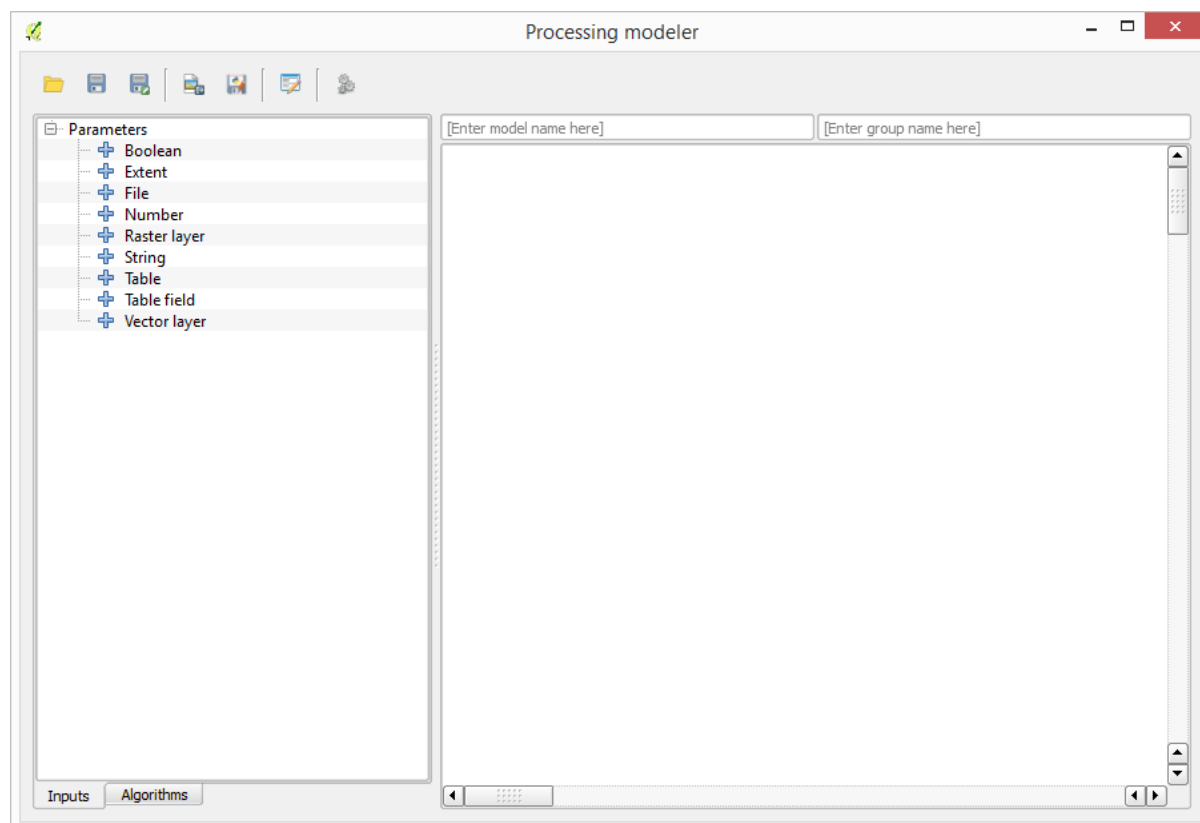 Processing modeler
Parameters
Boolean
Extent
File
Number
Raster layer
String
Table
Table field
Vector layer
[Enter model name here]
[Enter group name here]
Inputs
Algorithms